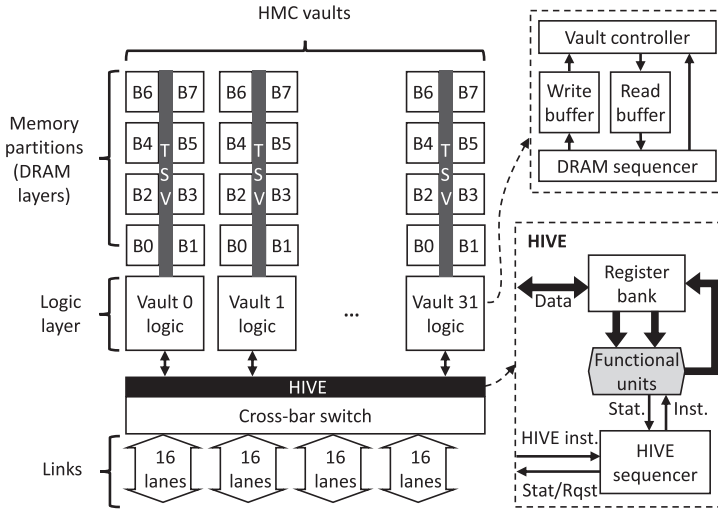 HMC vaults
Memory
partitions
(DRAM
layers)
B6 B7 B6 B7 B6 B7
B4 B5 B4 B5 B4 B5
B2 B3 B2 B3 B2 B3
B0 B1 B0 B1 B0 B1
TSV TSV TSV
Logic
layer
Vault 0
logic
Vault 1
logic
...
Vault 31
logic
HIVE
Cross-bar switch
Links
16
lanes
16
lanes
16
lanes
16
lanes
Vault controller
Write
buffer
Read
buffer
DRAM sequencer
HIVE
Register
bank
Data
Functional
units
Stat.
Inst.
HIVE inst.
HIVE
sequencer
Stat/Rqst